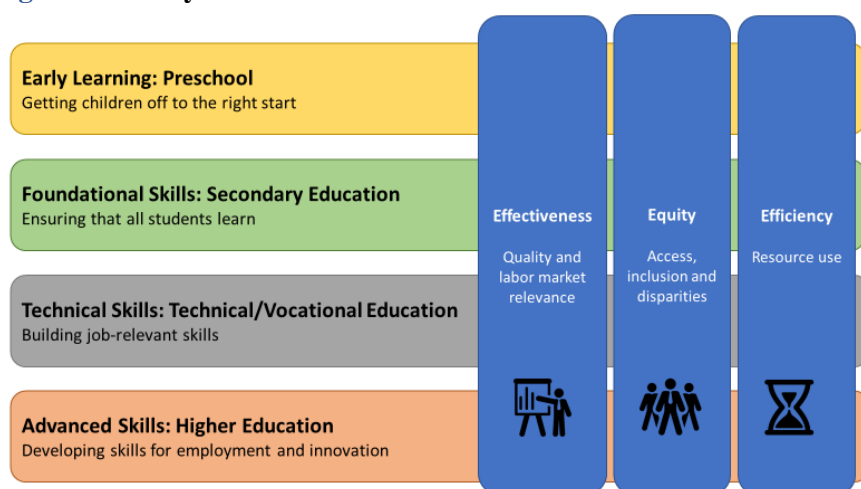 Early Learning: Preschool
Getting children off to the right start
Foundational Skills: Secondary Education
Ensuring that all students learn
Technical Skills: Technical/Vocational Education
Building job-relevant skills
Advanced Skills: Higher Education
Developing skills for employment and innovation
Effectiveness
Quality and
labor market
relevance
Equity
Access,
inclusion and
disparities
Efficiency
Resource use